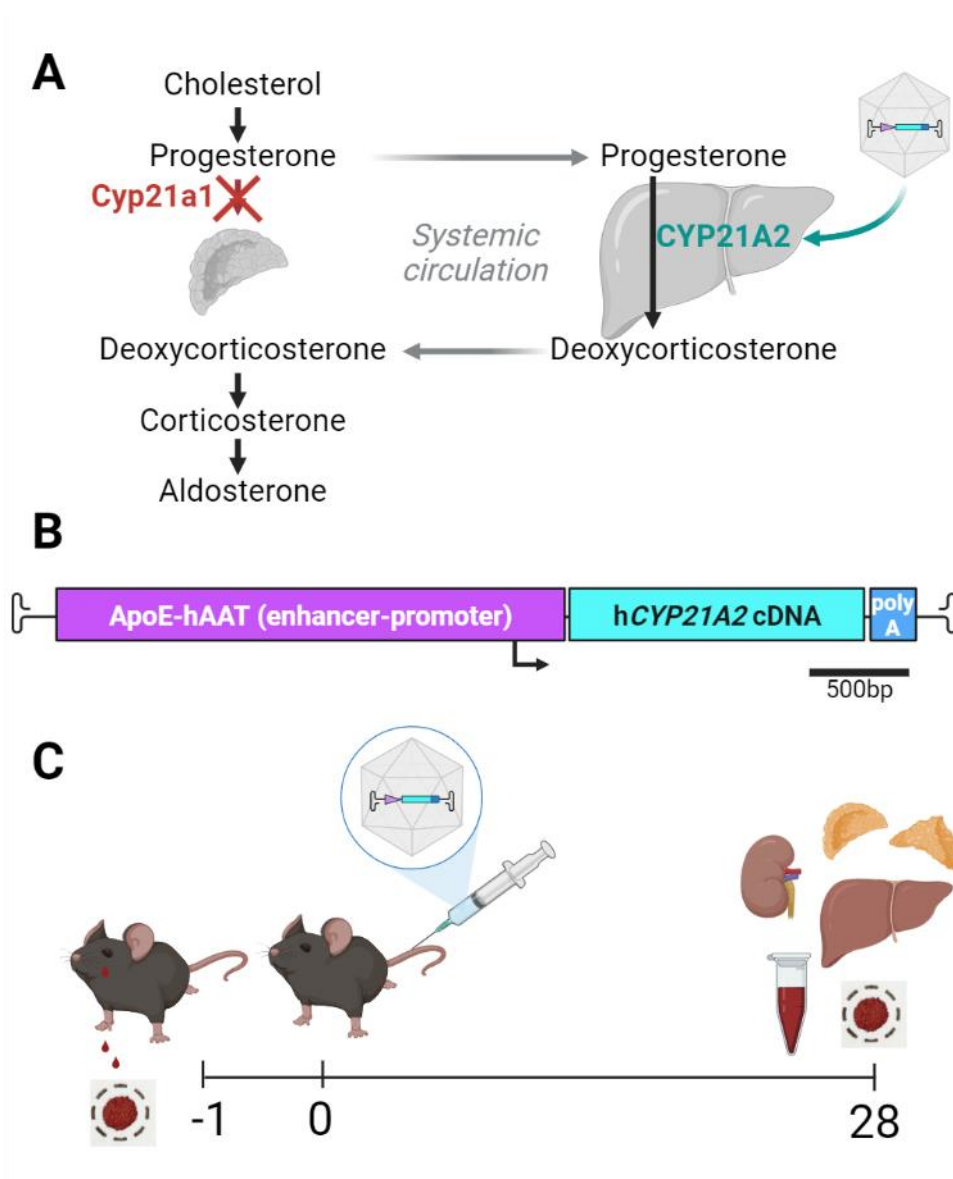 A
Cholesterol
Progesterone
Progesterone
Cyp21a1
CYP21A2
Systemic
circulation
Deoxycorticosterone
Deoxycorticosterone
Corticosterone
Aldosterone
B
ApoE-hAAT (enhancer-promoter)
hCYP21A2 cDNA
poly
A
500bp
C
-1
0
28